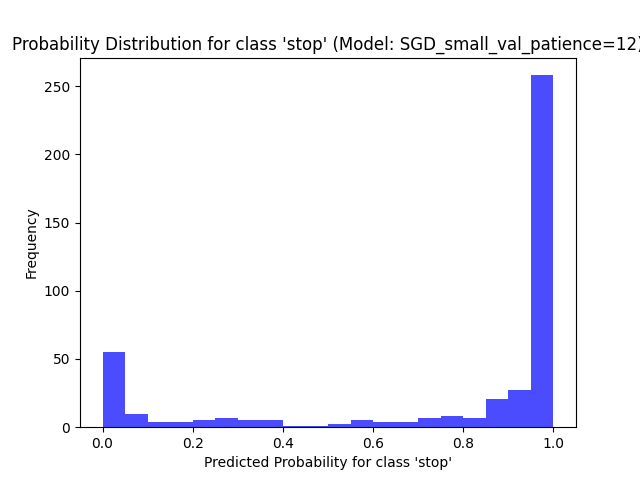 Probability Distribution for class 'stop' (Model: SGD_small_val_patience=12)
250
200
150
100
50
0
Frequency
0.0 0.2 0.4 0.6 0.8 1.0
Predicted Probability for class 'stop'